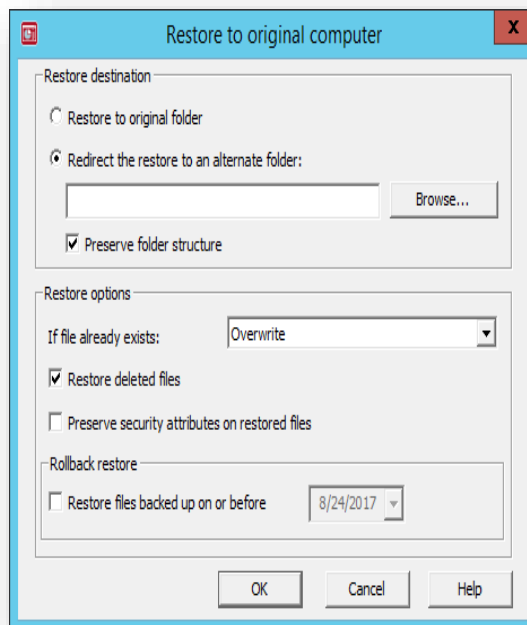 Restore to original computer
X
Restore destination
Restore to original folder
Redirect the restore to an alternate folder:
Browse...
Preserve folder structure
Restore options
If file already exists: Overwrite
Restore deleted files
Preserve security attributes on restored files
Rollback restore
Restore files backed up on or before 8/24/2017
OK Cancel Help